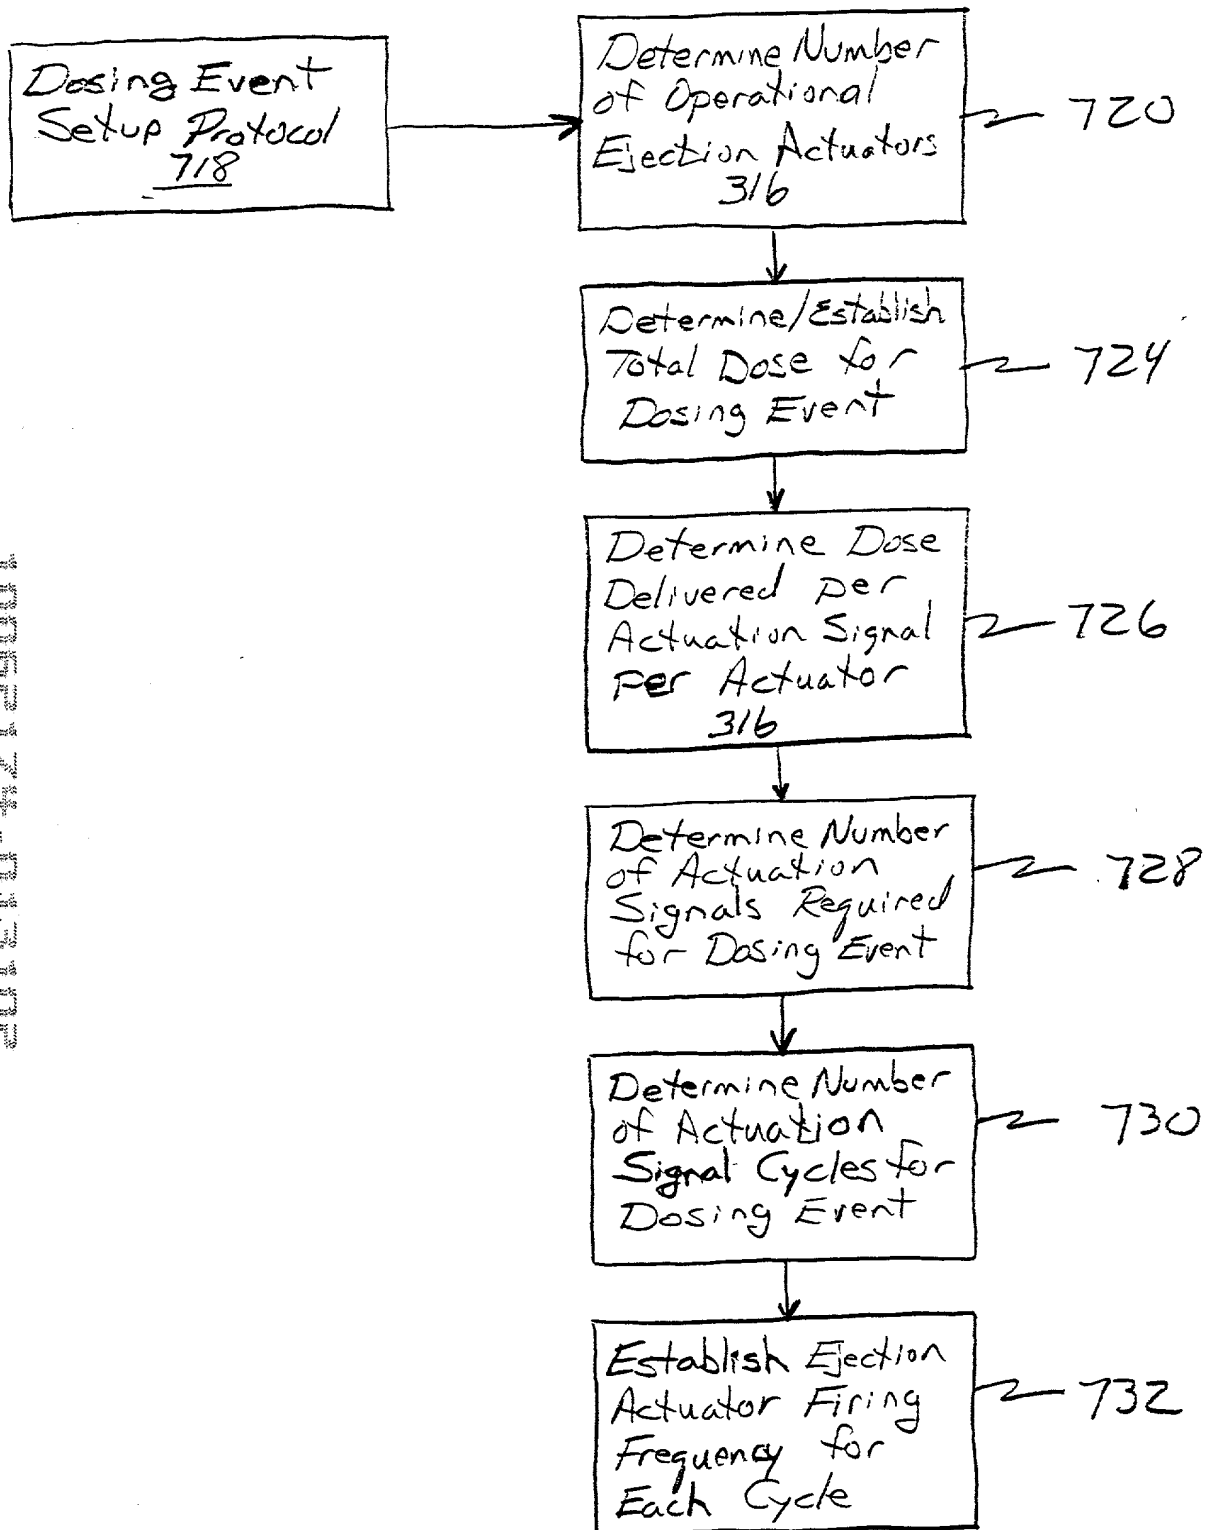 Dosing Event
Setup Protocol
718
Determine Number
of Operational
Ejection Actuators
316
720
Determine/Establish
Total Dose for
Dosing Event
724
Determine Dose
Delivered per
Actuation Signal
per Actuator
316
726
Determine Number
of Actuation
Signals Required
for Dosing Event
728
Determine Number
of Actuation
Signal Cycles for
Dosing Event
730
Establish Ejection
Actuator Firing
Frequency for
Each Cycle
732